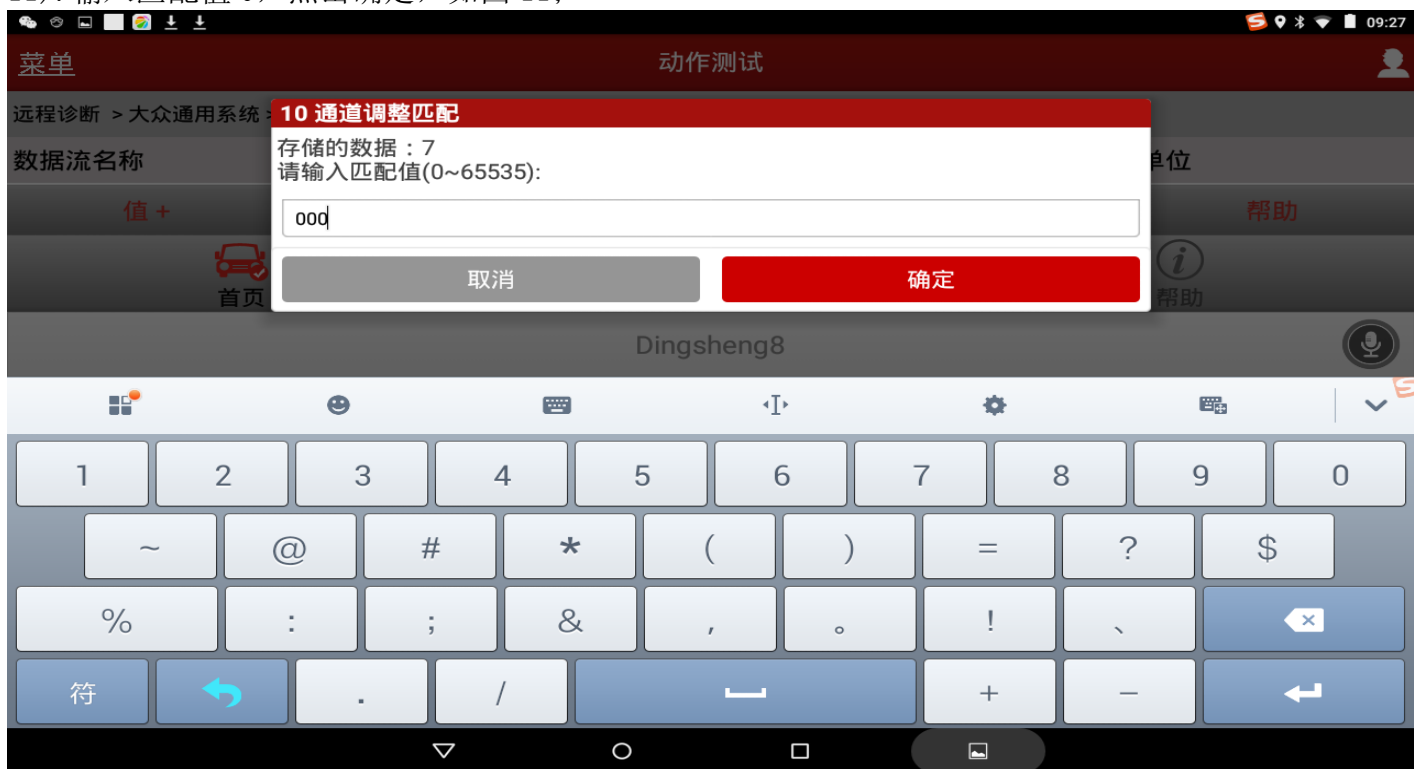 09:27
菜单
动作测试
远程诊断 >大众通用系统
10 通道调整匹配
数据流名称
存储的数据：7
请输入匹配值(0~65535):
单位
值 +
000
帮助
取消
确定
首页
帮助
Dingsheng8
1 2 3 4 5 6 7 8 9 0
~ @ # * ( ) = ? $
% : ; & , 。 ! 、
符 . / + −